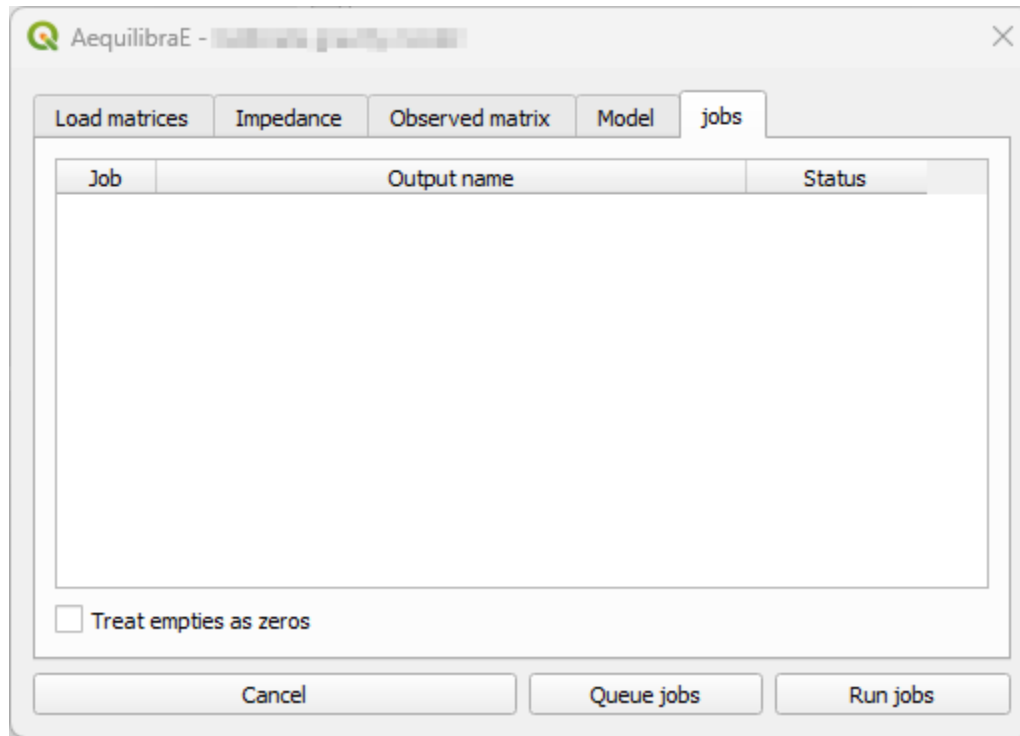 AequilibraE -
Load matrices Impedance Observed matrix Model jobs
Job Output name Status
Treat empties as zeros
Cancel Queue jobs Run jobs